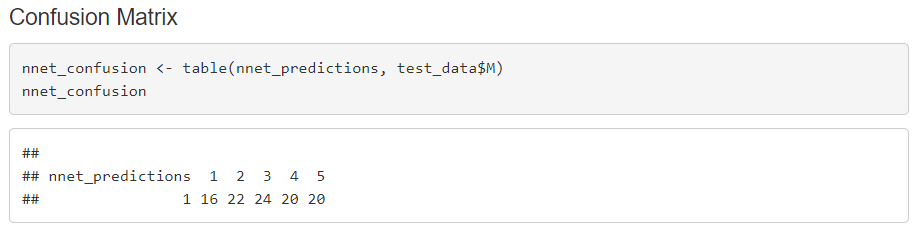 Confusion Matrix
nnet_confusion <- table(nnet_predictions, test_data$M)
nnet_confusion
##
## nnet_predictions  1  2  3  4  5
##                1 16 22 24 20 20